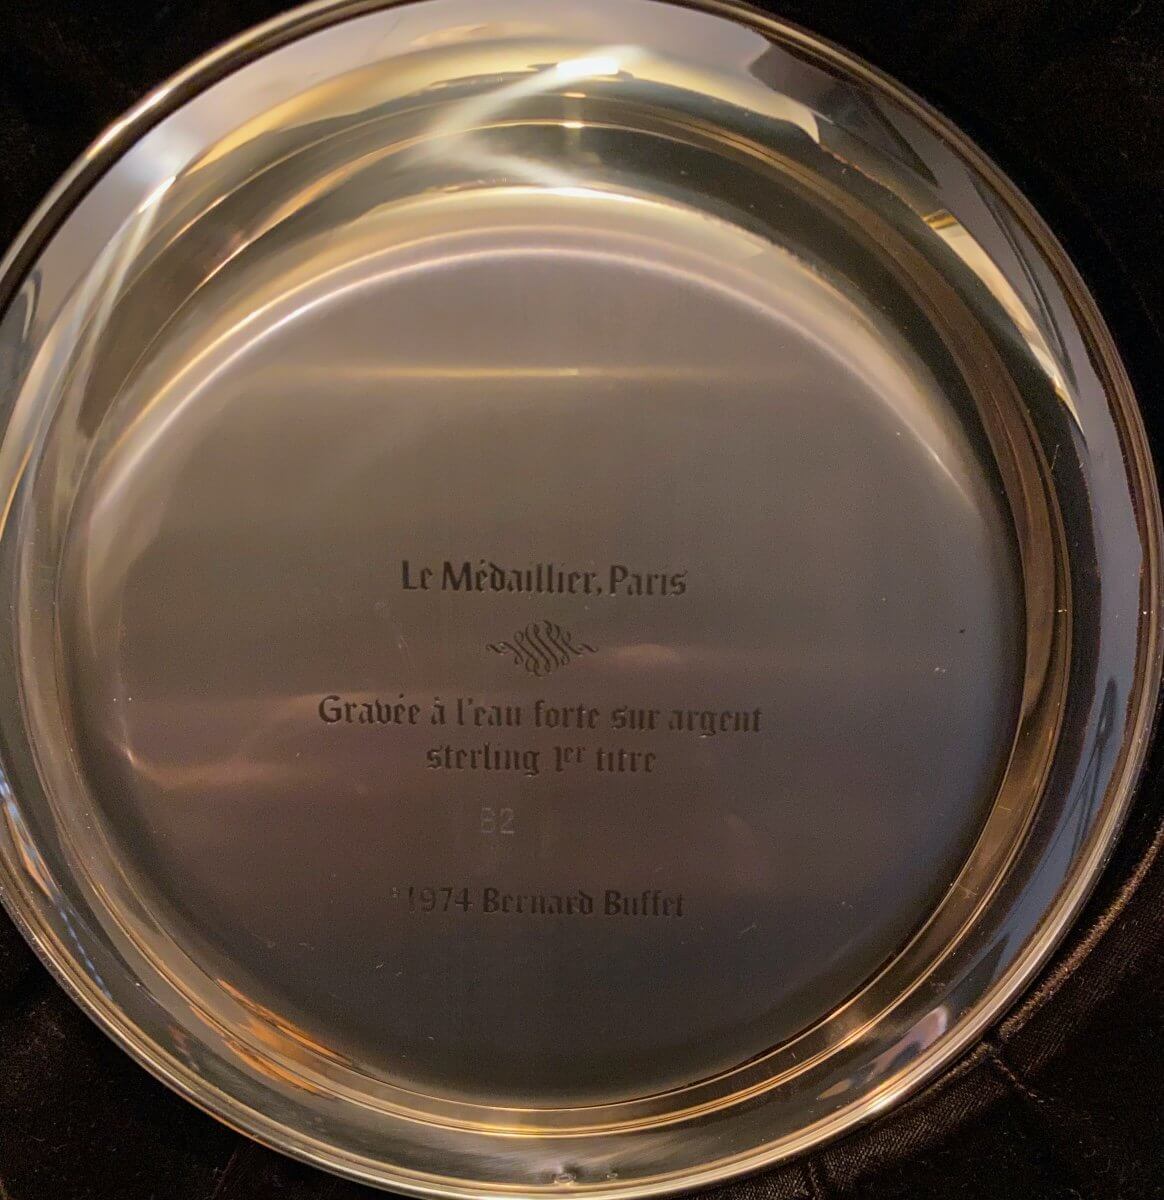 Le Médaillier, Paris
Gravée à l'eau forte sur argent
sterling 1er titre
82
1974 Bernard Buffet